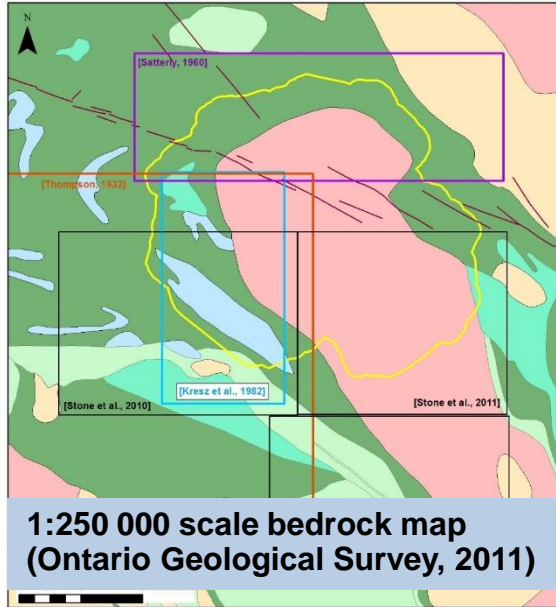 N
[Satterly, 1960]
[Thompson, 1932]
[Kresz et al., 1982]
[Stone et al., 2010]
[Stone et al., 2011]
1:250 000 scale bedrock map
(Ontario Geological Survey, 2011)